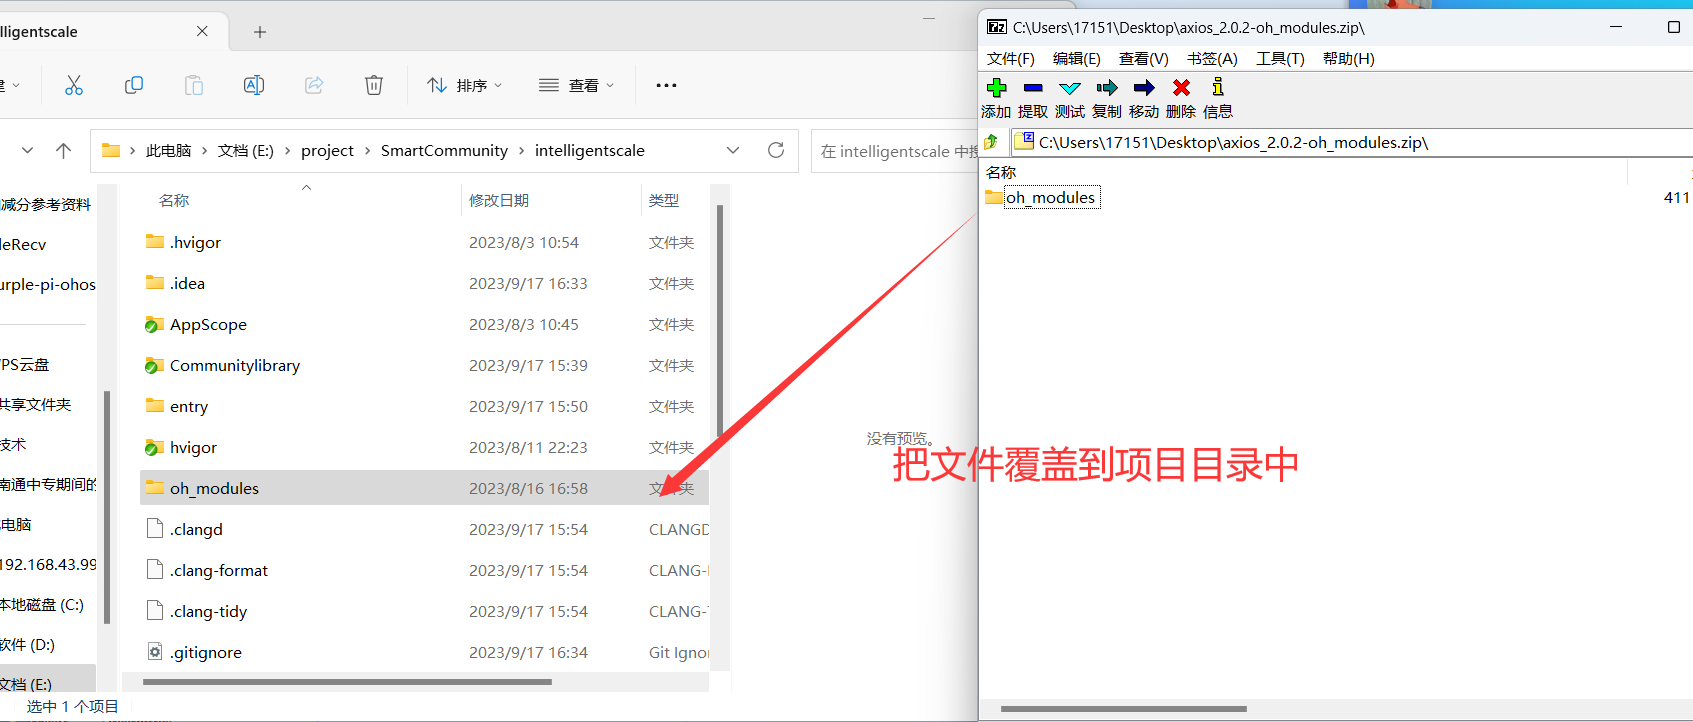 lligentscale
排序
查看
此电脑
文档 (E:)
project
SmartCommunity
intelligentscale
在 intelligentscale 中搜
减分参考资料
leRecv
urple-pi-ohos
PS云盘
共享文件夹
技术
南通中专期间的
电脑
192.168.43.99
本地磁盘 (C:)
软件 (D:)
文档 (E:)
名称 修改日期 类型
.hvigor 2023/8/3 10:54 文件夹
.idea 2023/9/17 16:33 文件夹
AppScope 2023/8/3 10:45 文件夹
Communitylibrary 2023/9/17 15:39 文件夹
entry 2023/9/17 15:50 文件夹
hvigor 2023/8/11 22:23 文件夹
oh_modules 2023/8/16 16:58 文件夹
.clangd 2023/9/17 15:54 CLANGD
.clang-format 2023/9/17 15:54 CLANG-
.clang-tidy 2023/9/17 15:54 CLANG-
.gitignore 2023/9/17 16:34 Git Igno
没有预览。
选中 1 个项目
把文件覆盖到项目目录中
7z C:\Users\17151\Desktop\axios_2.0.2-oh_modules.zip\
文件(F) 编辑(E) 查看(V) 书签(A) 工具(T) 帮助(H)
添加 提取 测试 复制 移动 删除 信息
C:\Users\17151\Desktop\axios_2.0.2-oh_modules.zip\
名称
oh_modules 411